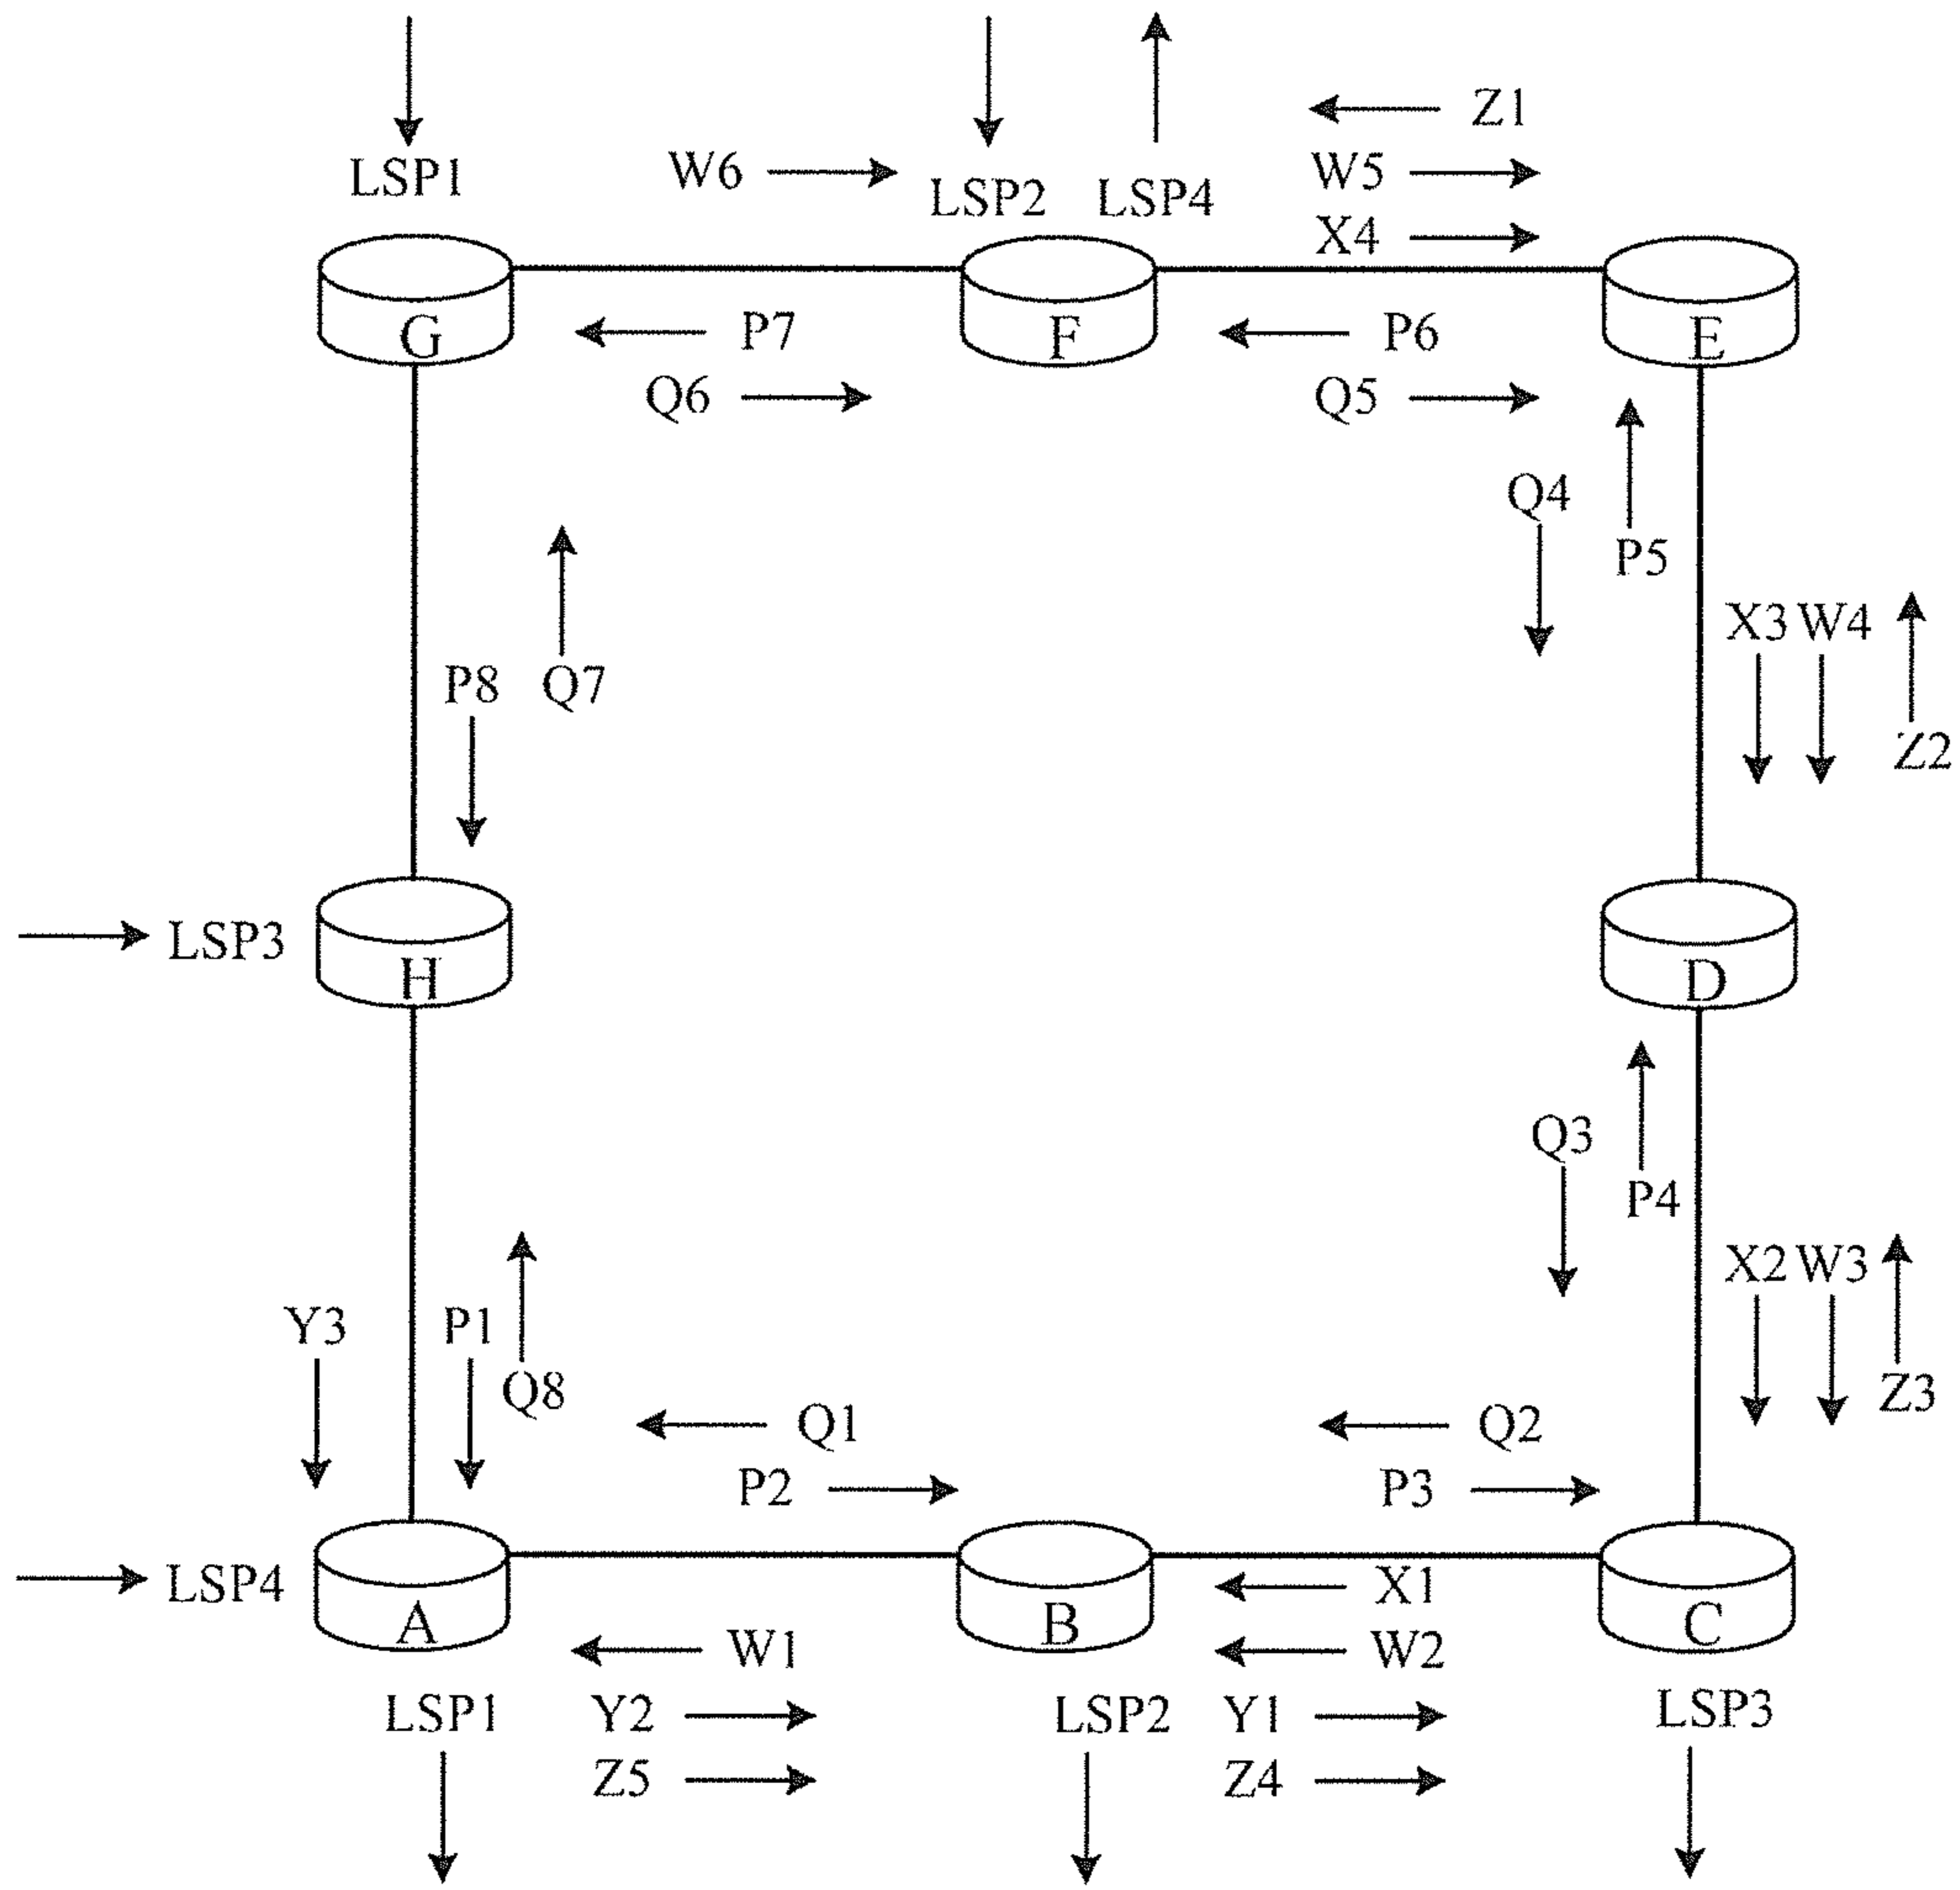 Z1
LSP1
W6
LSP2
LSP4
W5
X4
G
P7
F
P6
E
Q6
Q5
Q4
P5
X3
W4
P8
Q7
Z2
LSP3
H
D
Q3
P4
X2
W3
Y3
P1
Q8
Z3
Q1
Q2
P2
P3
LSP4
A
B
X1
C
W1
W2
LSP1
Y2
LSP2
Y1
LSP3
Z5
Z4